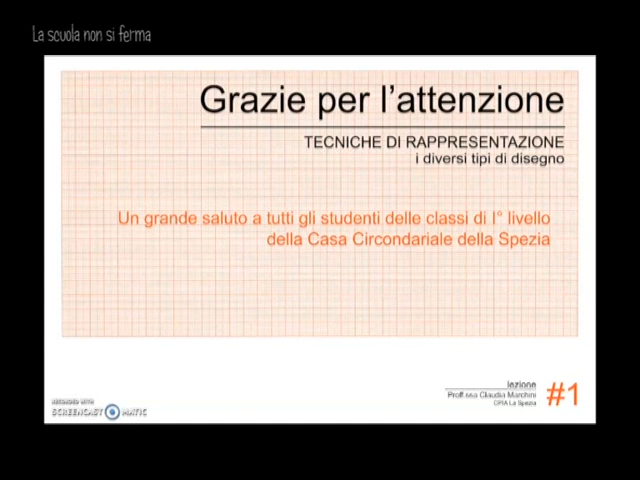 La scuola non si ferma
Grazie per l'attenzione
TECNICHE DI RAPPRESENTAZIONE
i diversi tipi di disegno
Un grande saluto a tutti gli studenti delle classi di I° livello
della Casa Circondariale della Spezia
lezione
Proff.ssa Claudia Marchini
CPIA La Spezia
#1
RECORDED WITH
SCREENCAST MATIC